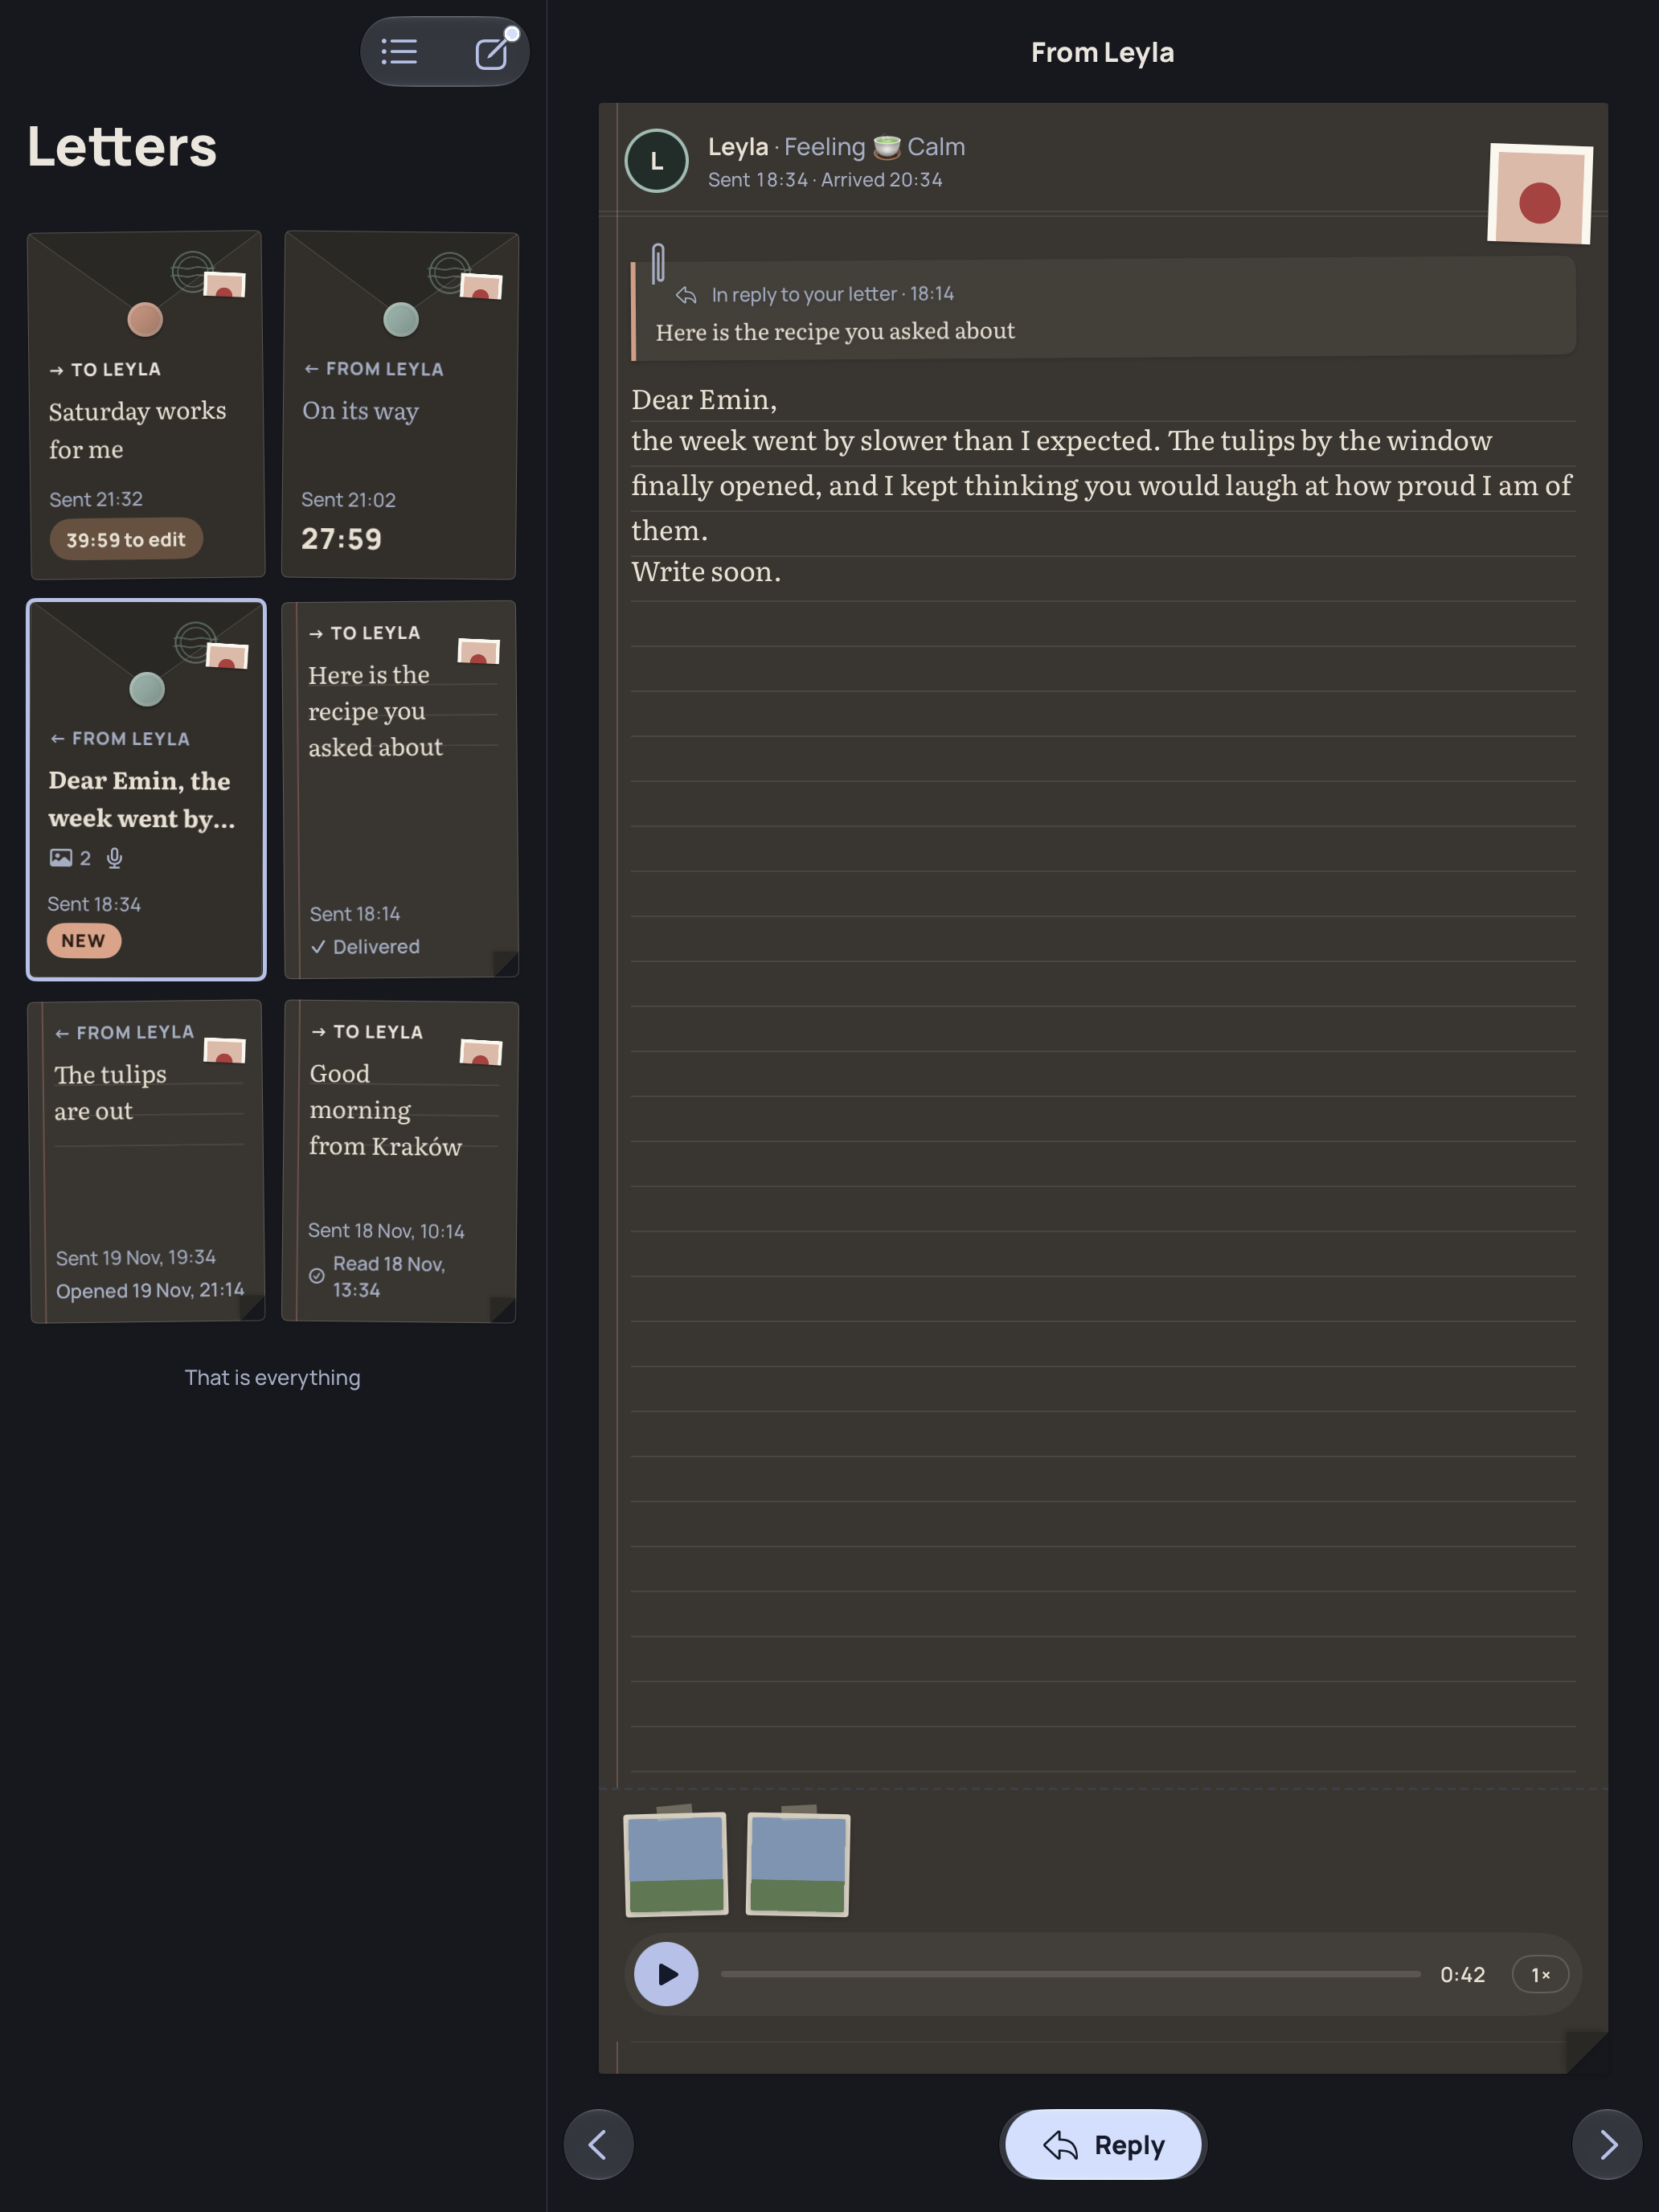 Letters
→ TO LEYLA
Saturday works
for me
Sent 21:32
39:59 to edit
← FROM LEYLA
On its way
Sent 21:02
27:59
← FROM LEYLA
Dear Emin, the
week went by...
2
Sent 18:34
NEW
→ TO LEYLA
Here is the
recipe you
asked about
Sent 18:14
Delivered
← FROM LEYLA
The tulips
are out
Sent 19 Nov, 19:34
Opened 19 Nov, 21:14
→ TO LEYLA
Good
morning
from Kraków
Sent 18 Nov, 10:14
Read 18 Nov,
13:34
That is everything
From Leyla
L
Leyla · Feeling 🍵 Calm
Sent 18:34 · Arrived 20:34
In reply to your letter · 18:14
Here is the recipe you asked about
Dear Emin,
the week went by slower than I expected. The tulips by the window
finally opened, and I kept thinking you would laugh at how proud I am of
them.
Write soon.
0:42
1×
Reply